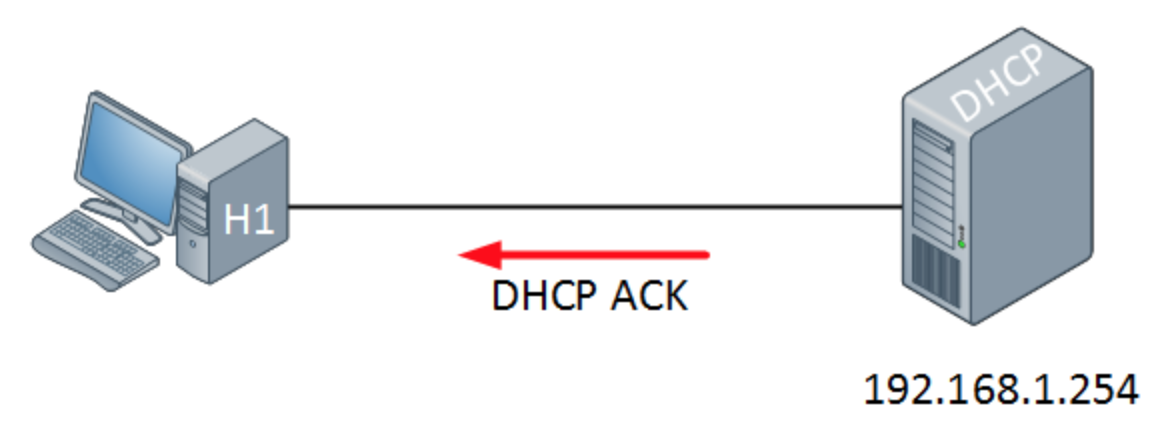 DHCP
H1
DHCP ACK
192.168.1.254